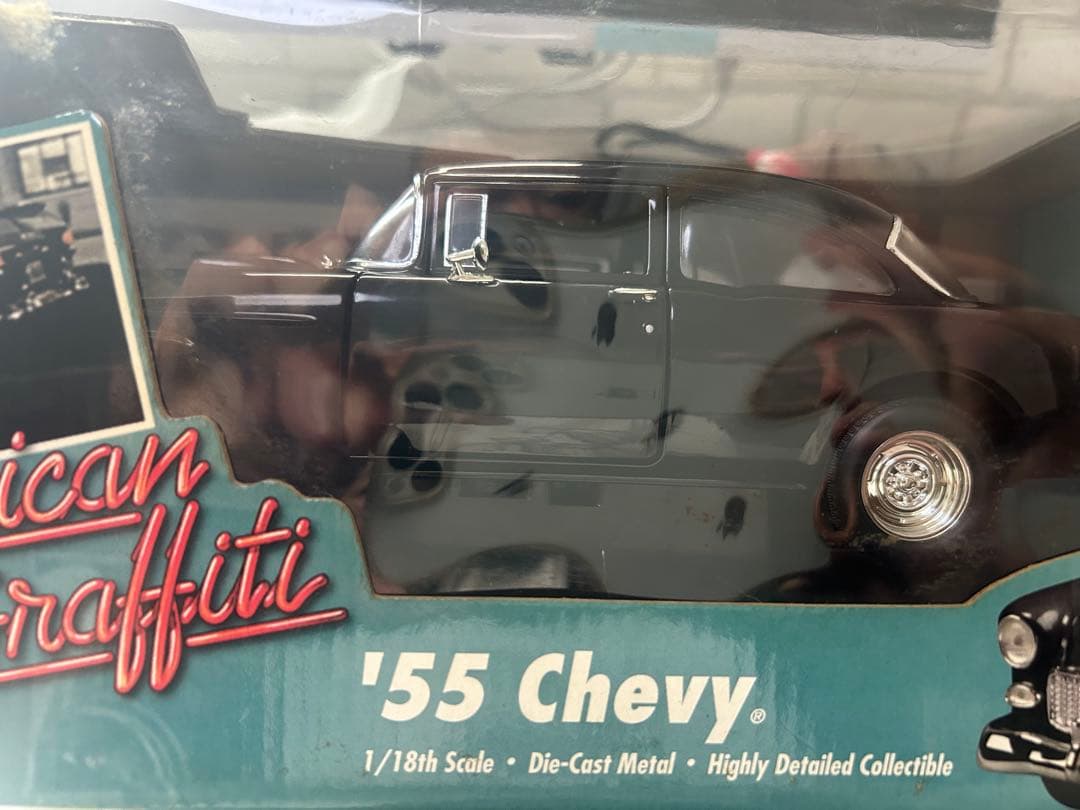 ican
raffiti
'55 Chevy®
1/18th Scale • Die-Cast Metal • Highly Detailed Collectible